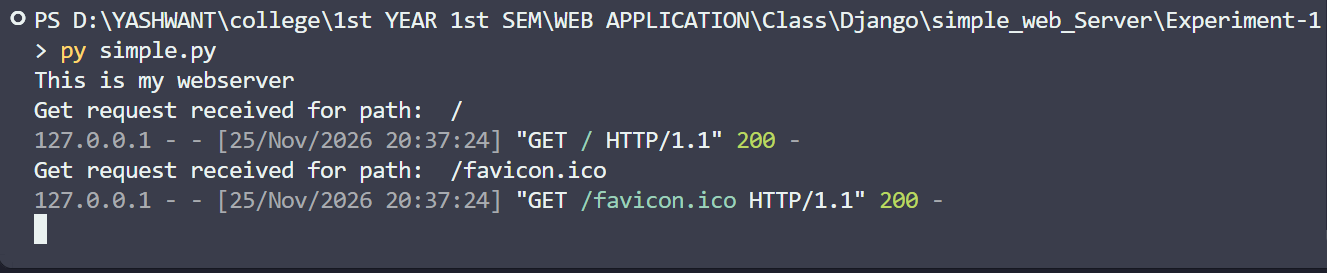 PS D:\YASHWANT\college\1st YEAR 1st SEM\WEB APPLICATION\Class\Django\simple_web_Server\Experiment-1
> py simple.py
This is my webserver
Get request received for path:  /
127.0.0.1 - - [25/Nov/2026 20:37:24] "GET / HTTP/1.1" 200 -
Get request received for path:  /favicon.ico
127.0.0.1 - - [25/Nov/2026 20:37:24] "GET /favicon.ico HTTP/1.1" 200 -